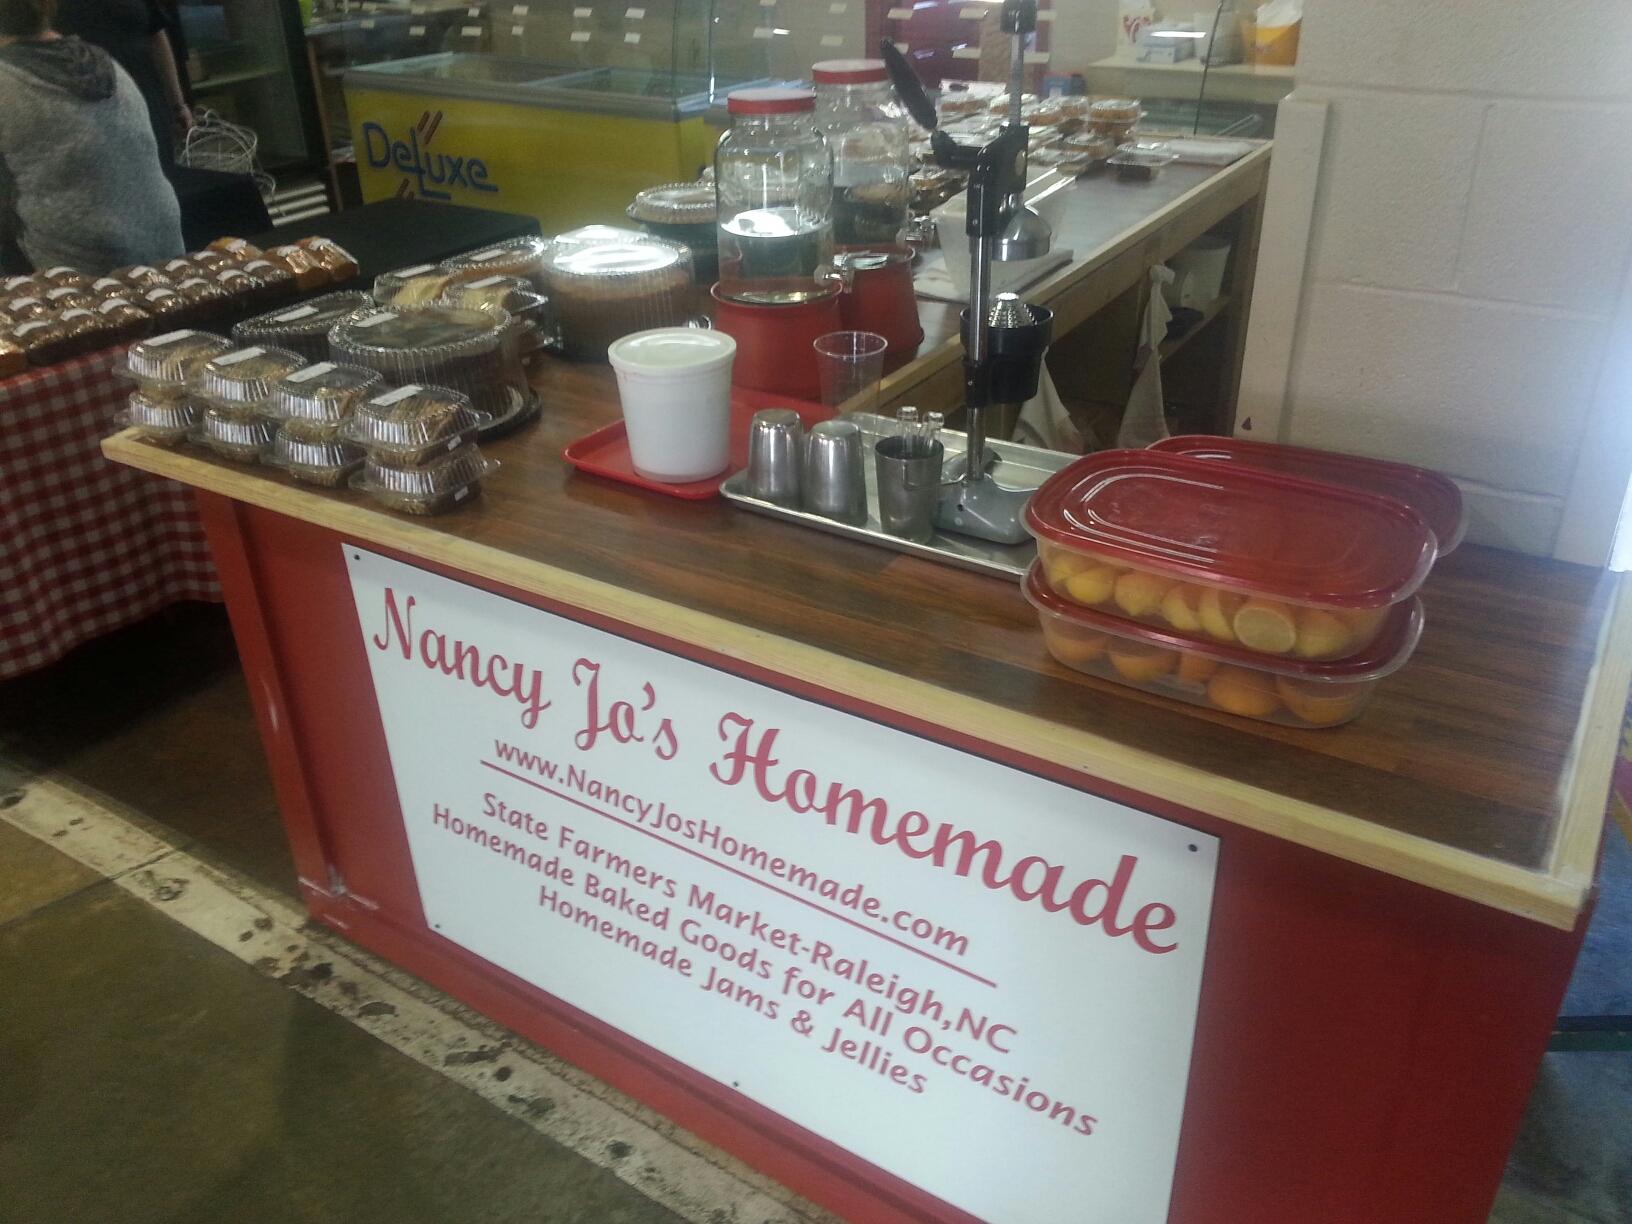 DeLuxe
Nancy Jo's Homemade
www.NancyJosHomemade.com
State Farmers Market-Raleigh,NC
Homemade Baked Goods for All Occasions
Homemade Jams & Jellies